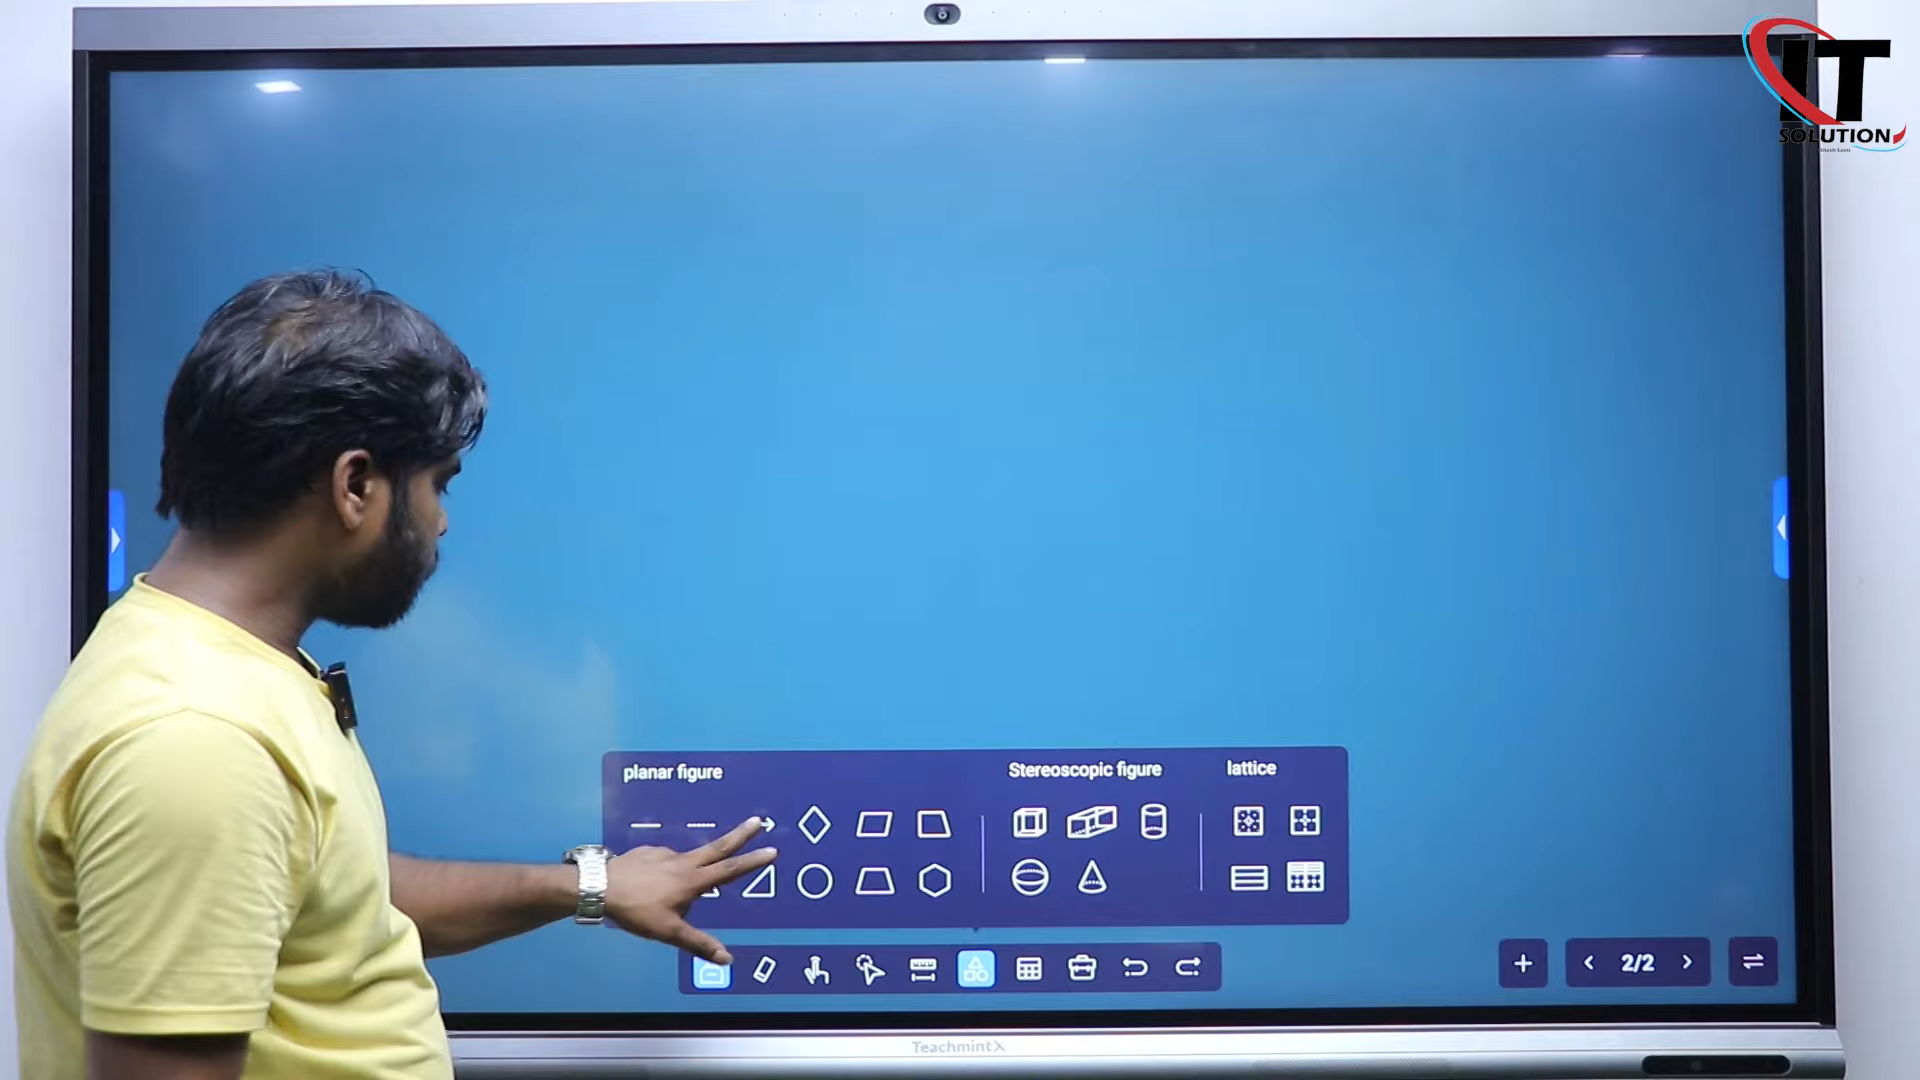 IT
SOLUTION
planar figure
Stereoscopic figure
lattice
2/2
TeachmintX